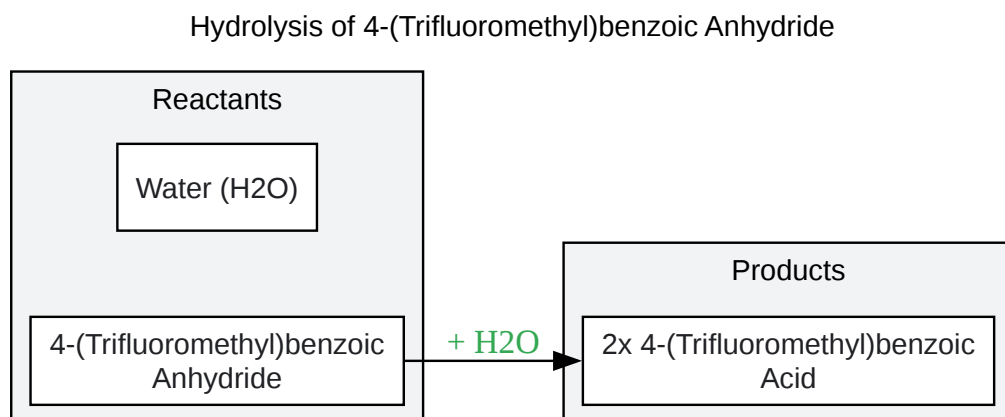 Hydrolysis of 4-(Trifluoromethyl)benzoic Anhydride
Reactants
Water (H2O)
4-(Trifluoromethyl)benzoic
Anhydride
+ H2O
Products
2x 4-(Trifluoromethyl)benzoic
Acid